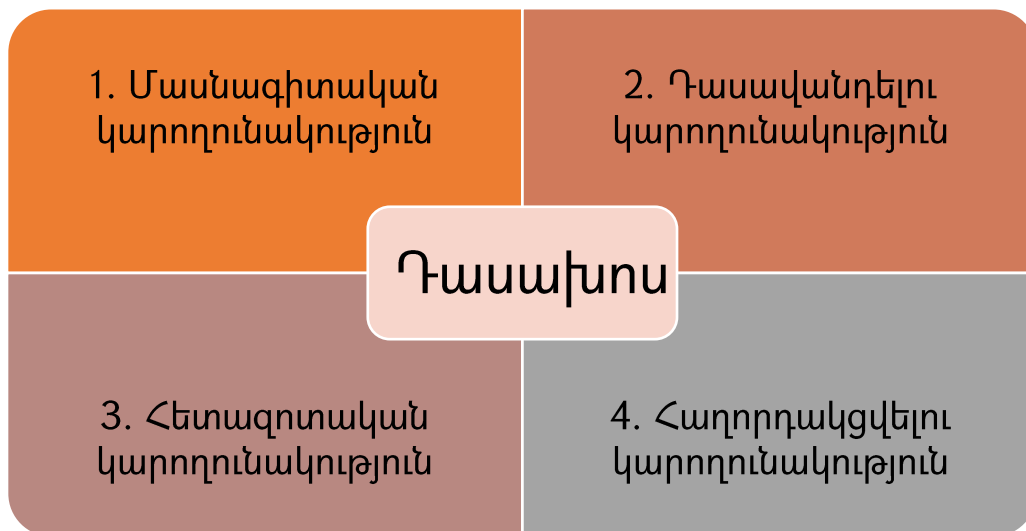 1. Մասնագիտական
կարողունակություն
2. Դասավանդելու
կարողունակություն
Դասախոս
3. Հետազոտական
կարողունակություն
4. Հաղորդակցվելու
կարողունակություն